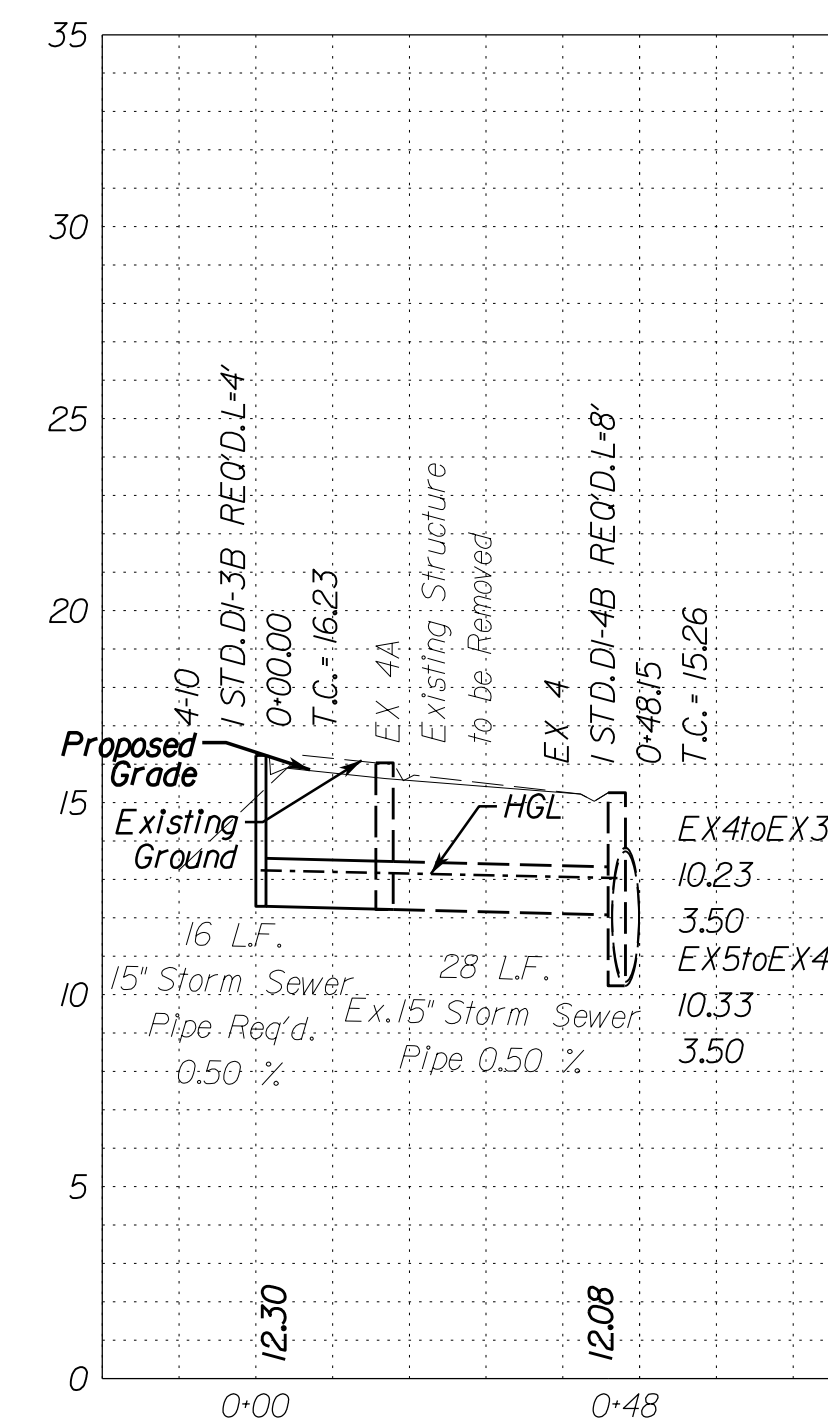 35
30
25
20
15
10
5
0
4-10
1 STD. DI-3B REQ'D. L=4'
0+00.00
T.C. = 16.23
EX 4A
Existing Structure
to be Removed
EX 4
1 STD. DI-4B REQ'D. L=8'
0+48.15
T.C. = 15.26
Proposed
Grade
Existing
Ground
HGL
EX4toEX3
10.23
3.50
EX5toEX4
10.33
3.50
16 L.F.
15" Storm Sewer
Pipe Req'd.
0.50 %
28 L.F.
Ex. 15" Storm Sewer
Pipe 0.50 %
12.30
12.08
0+00
0+48